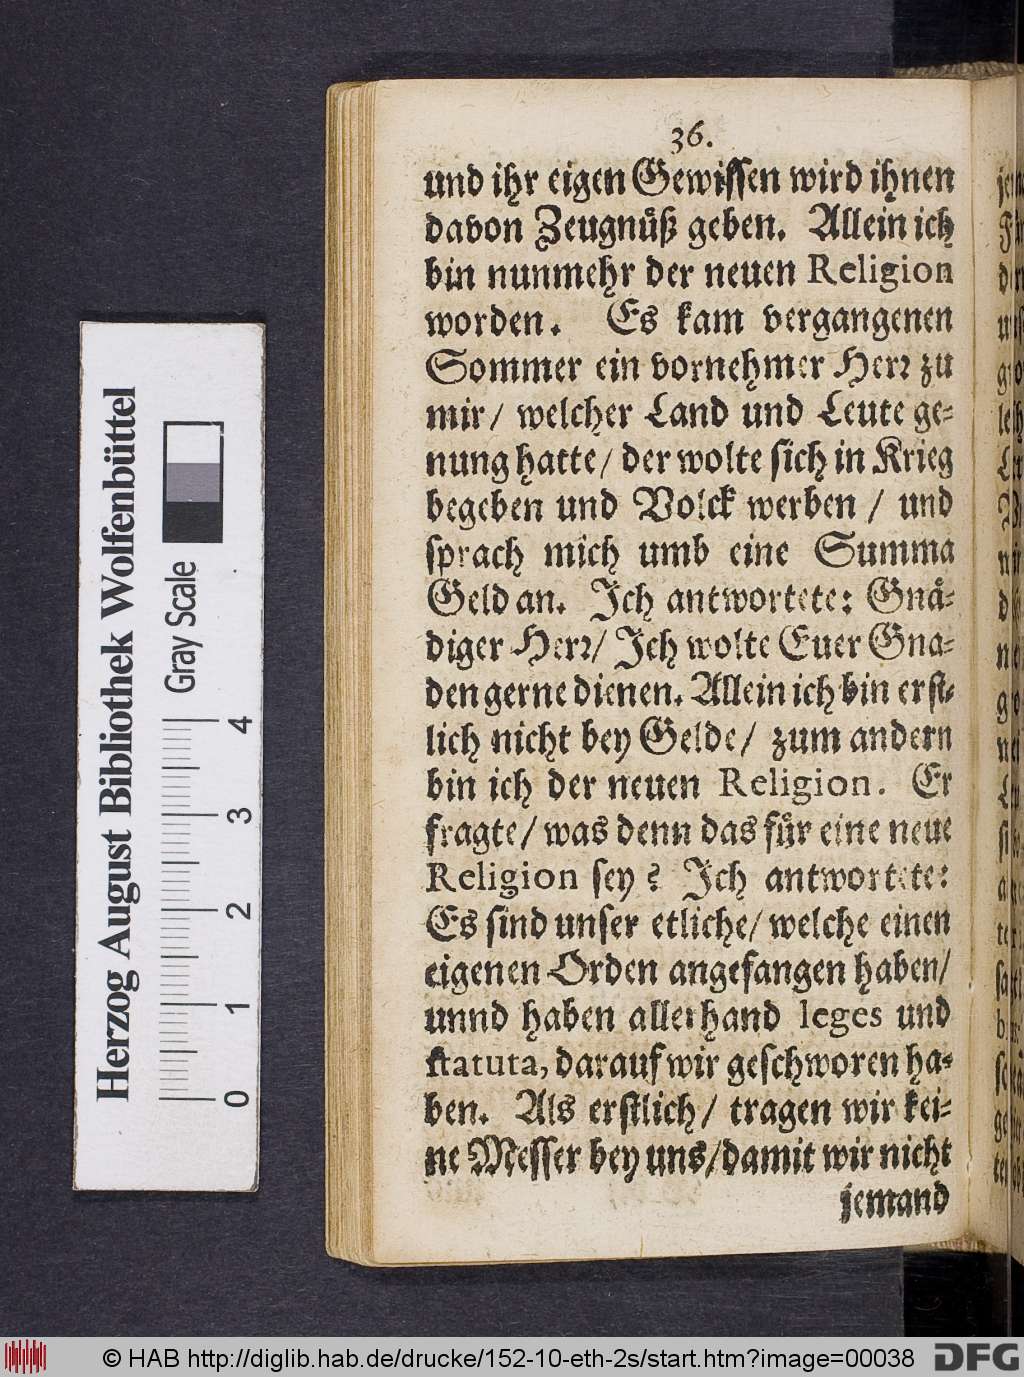 36.
und ihr eigen Gewiſſen wird ihnen
davon Zeugnüß geben. Allein ich
bin nunmehr der neuen Religion
worden. Es kam vergangenen
Sommer ein vornehmer Herꝛ zu
mir/ welcher Land und Leute ge-
nung hatte/ der wolte ſich in Krieg
begeben und Volck werben / und
ſprach mich umb eine Summa
Geld an. Ich antwortete: Gnaͤ-
diger Herꝛ/ Ich wolte Euer Gna-
den gerne dienen. Allein ich bin erſt-
lich nicht bey Gelde/ zum andern
bin ich der neuen Religion. Er
fragte/ was denn das fuͤr eine neue
Religion ſey? Ich antwortete:
Es ſind unſer etliche/ welche einen
eigenen Orden angefangen haben/
unnd haben allerhand leges und
ſtatuta, darauf wir geſchworen ha-
ben. Als erſtlich/ tragen wir kei-
ne Meſſer bey uns/ damit wir nicht
jemand
Herzog August Bibliothek Wolfenbüttel
Gray Scale
0 1 2 3 4
© HAB http://diglib.hab.de/drucke/152-10-eth-2s/start.htm?image=00038
DFG